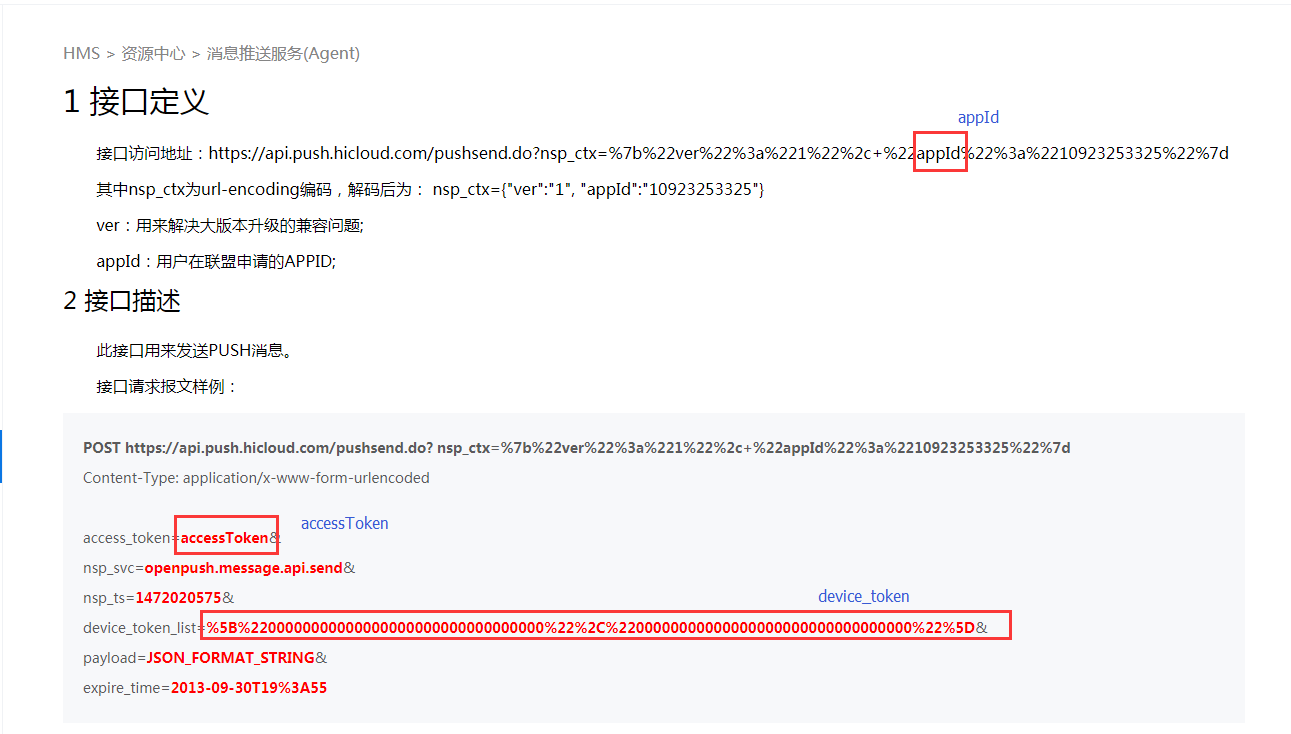 HMS > 资源中心 > 消息推送服务(Agent)
1 接口定义
appId
接口访问地址：https://api.push.hicloud.com/pushsend.do?nsp_ctx=%7b%22ver%22%3a%221%22%2c+%22appId%22%3a%2210923253325%22%7d
其中nsp_ctx为url-encoding编码，解码后为： nsp_ctx={"ver":"1", "appId":"10923253325"}
ver：用来解决大版本升级的兼容问题;
appId：用户在联盟申请的APPID;
2 接口描述
此接口用来发送PUSH消息。
接口请求报文样例：
POST https://api.push.hicloud.com/pushsend.do? nsp_ctx=%7b%22ver%22%3a%221%22%2c+%22appId%22%3a%2210923253325%22%7d
Content-Type: application/x-www-form-urlencoded
accessToken
access_token=accessToken&
nsp_svc=openpush.message.api.send&
nsp_ts=1472020575&
device_token
device_token_list=%5B%2200000000000000000000000000000000%22%2C%2200000000000000000000000000000000%22%5D&
payload=JSON_FORMAT_STRING&
expire_time=2013-09-30T19%3A55